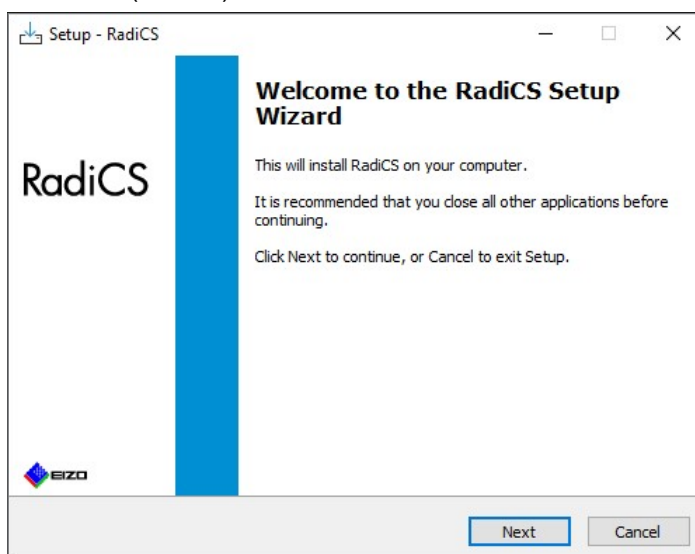 Setup - RadiCS
Welcome to the RadiCS Setup
Wizard
RadiCS
This will install RadiCS on your computer.
It is recommended that you close all other applications before
continuing.
Click Next to continue, or Cancel to exit Setup.
EIZO
Next
Cancel